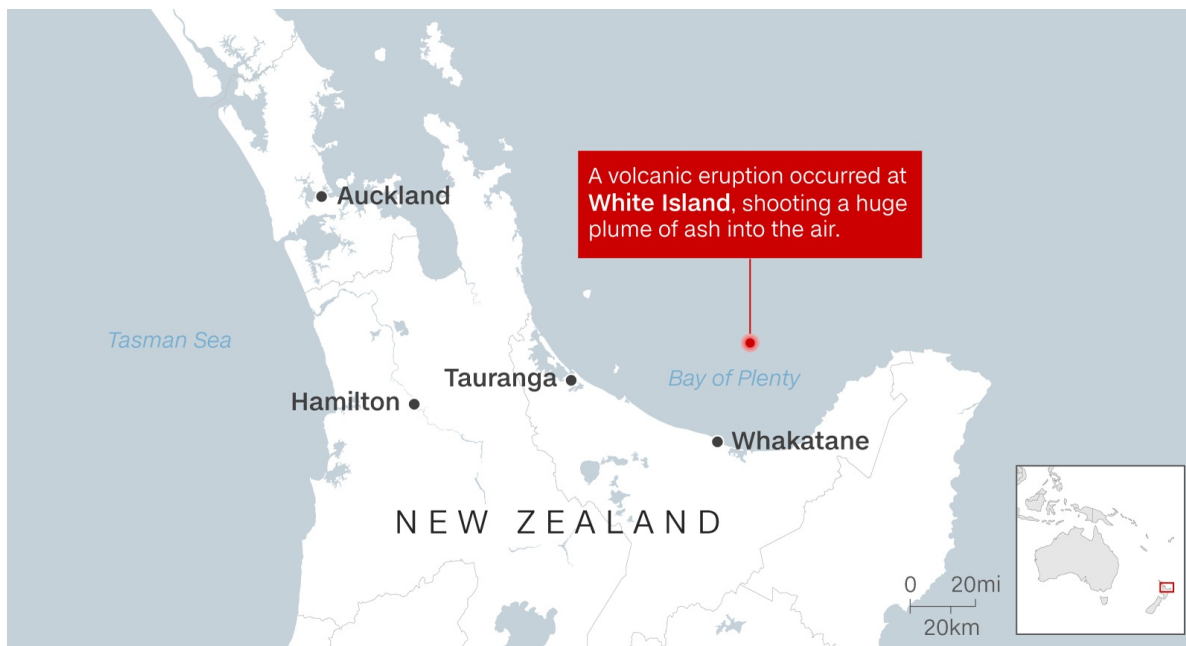 A volcanic eruption occurred at
White Island, shooting a huge
plume of ash into the air.
Auckland
Tasman Sea
Tauranga
Bay of Plenty
Hamilton
Whakatane
NEW ZEALAND
0 20mi
20km